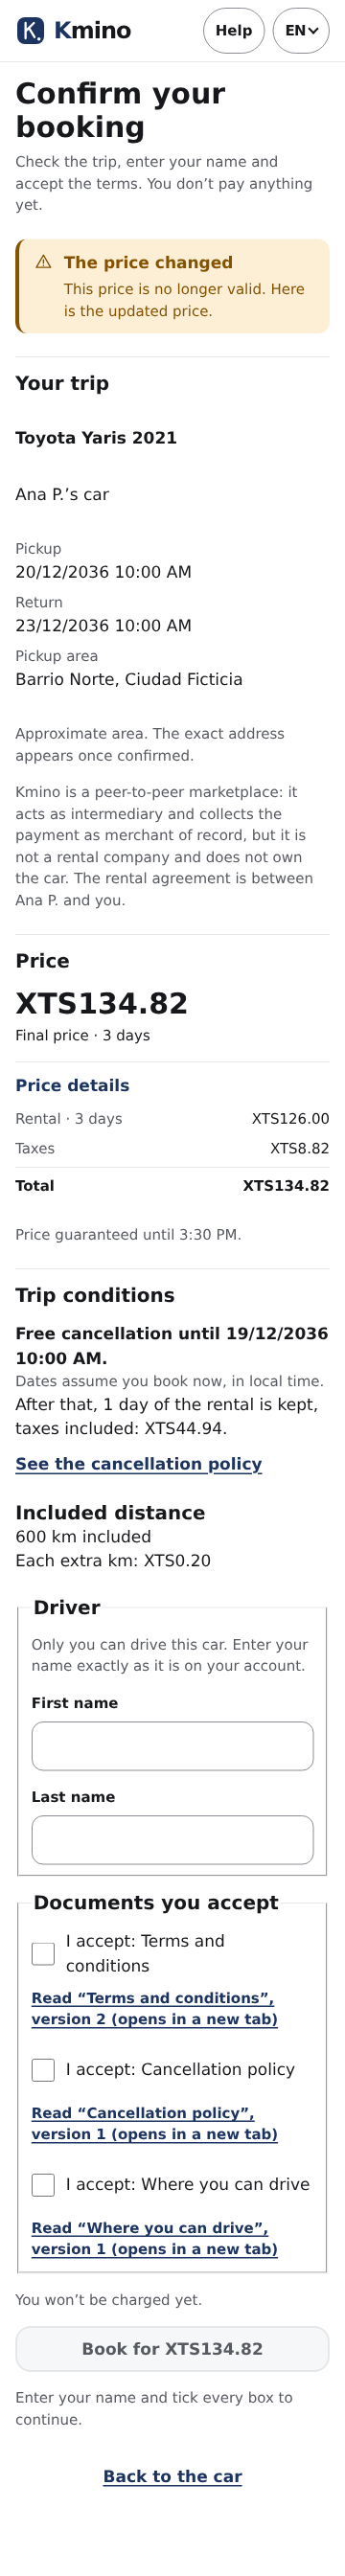 Kmino
Help
EN
Confirm your
booking
Check the trip, enter your name and
accept the terms. You don’t pay anything
yet.
The price changed
This price is no longer valid. Here
is the updated price.
Your trip
Toyota Yaris 2021
Ana P.’s car
Pickup
20/12/2036 10:00 AM
Return
23/12/2036 10:00 AM
Pickup area
Barrio Norte, Ciudad Ficticia
Approximate area. The exact address
appears once confirmed.
Kmino is a peer-to-peer marketplace: it
acts as intermediary and collects the
payment as merchant of record, but it is
not a rental company and does not own
the car. The rental agreement is between
Ana P. and you.
Price
XTS134.82
Final price · 3 days
Price details
Rental · 3 days XTS126.00
Taxes XTS8.82
Total XTS134.82
Price guaranteed until 3:30 PM.
Trip conditions
Free cancellation until 19/12/2036
10:00 AM.
Dates assume you book now, in local time.
After that, 1 day of the rental is kept,
taxes included: XTS44.94.
See the cancellation policy
Included distance
600 km included
Each extra km: XTS0.20
Driver
Only you can drive this car. Enter your
name exactly as it is on your account.
First name
Last name
Documents you accept
I accept: Terms and
conditions
Read “Terms and conditions”,
version 2 (opens in a new tab)
I accept: Cancellation policy
Read “Cancellation policy”,
version 1 (opens in a new tab)
I accept: Where you can drive
Read “Where you can drive”,
version 1 (opens in a new tab)
You won’t be charged yet.
Book for XTS134.82
Enter your name and tick every box to
continue.
Back to the car